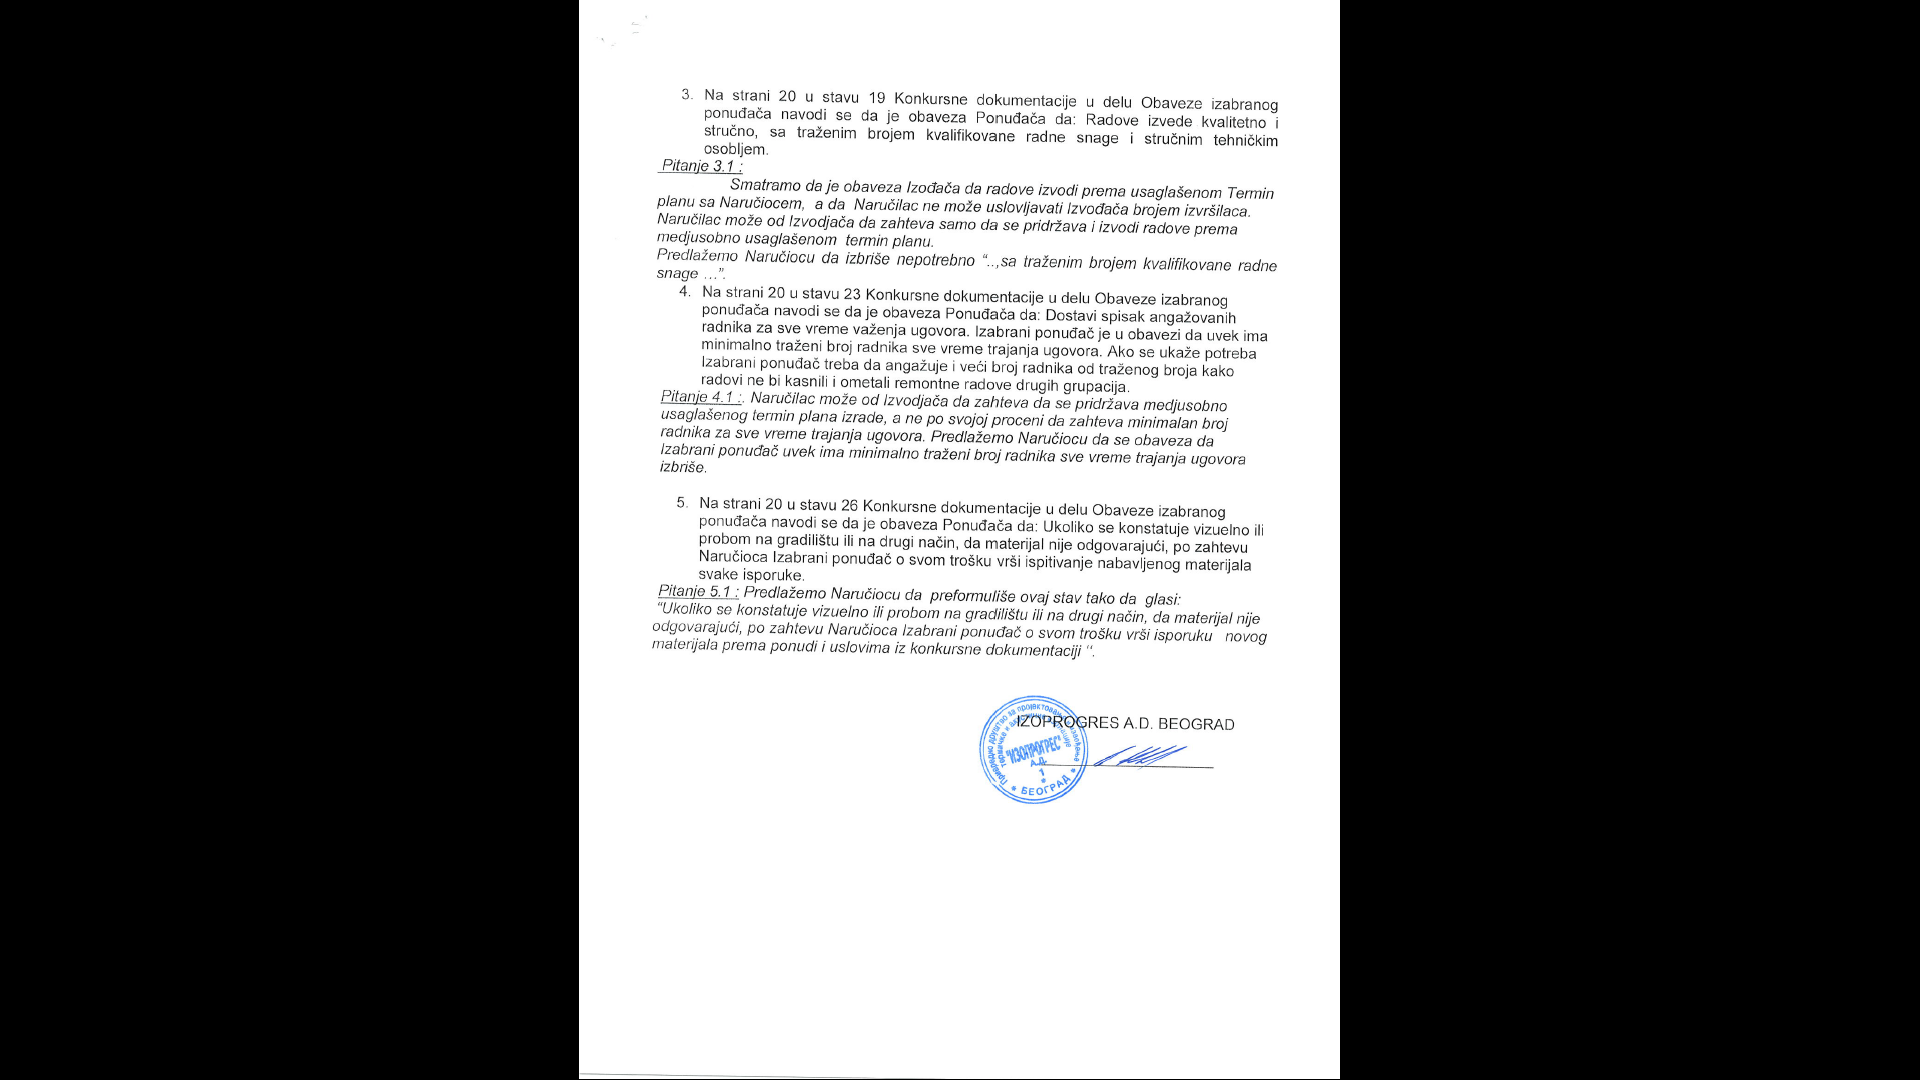 3. Na strani 20 u stavu 19 Konkursne dokumentacije u delu Obaveze izabranog
ponuđača navodi se da je obaveza Ponuđača da: Radove izvede kvalitetno i
stručno, sa traženim brojem kvalifikovane radne snage i stručnim tehničkim
osobljem.
Pitanje 3.1 :
Smatramo da je obaveza Izođača da radove izvodi prema usaglašenom Termin
planu sa Naručiocem, a da Naručilac ne može uslovljavati Izvođača brojem izvršilaca.
Naručilac može od Izvodjača da zahteva samo da se pridržava i izvodi radove prema
medjusobno usaglašenom termin planu.
Predlažemo Naručiocu da izbriše nepotrebno “..,sa traženim brojem kvalifikovane radne
snage …”.
4. Na strani 20 u stavu 23 Konkursne dokumentacije u delu Obaveze izabranog
ponuđača navodi se da je obaveza Ponuđača da: Dostavi spisak angažovanih
radnika za sve vreme važenja ugovora. Izabrani ponuđač je u obavezi da uvek ima
minimalno traženi broj radnika sve vreme trajanja ugovora. Ako se ukaže potreba
Izabrani ponuđač treba da angažuje i veći broj radnika od traženog broja kako
radovi ne bi kasnili i ometali remontne radove drugih grupacija.
Pitanje 4.1 :. Naručilac može od Izvodjača da zahteva da se pridržava medjusobno
usaglašenog termin plana izrade, a ne po svojoj proceni da zahteva minimalan broj
radnika za sve vreme trajanja ugovora. Predlažemo Naručiocu da se obaveza da
Izabrani ponuđač uvek ima minimalno traženi broj radnika sve vreme trajanja ugovora
izbriše.
5. Na strani 20 u stavu 26 Konkursne dokumentacije u delu Obaveze izabranog
ponuđača navodi se da je obaveza Ponuđača da: Ukoliko se konstatuje vizuelno ili
probom na gradilištu ili na drugi način, da materijal nije odgovarajući, po zahtevu
Naručioca Izabrani ponuđač o svom trošku vrši ispitivanje nabavljenog materijala
svake isporuke.
Pitanje 5.1 : Predlažemo Naručiocu da preformuliše ovaj stav tako da glasi:
“Ukoliko se konstatuje vizuelno ili probom na gradilištu ili na drugi način, da materijal nije
odgovarajući, po zahtevu Naručioca Izabrani ponuđač o svom trošku vrši isporuku novog
materijala prema ponudi i uslovima iz konkursne dokumentaciji “.
IZOPROGRES A.D. BEOGRAD
Привредно друштво за пројектовање и извођење
термичке и
"ИЗОПРОГРЕС"
А.Д.
1
* БЕОГРАД *